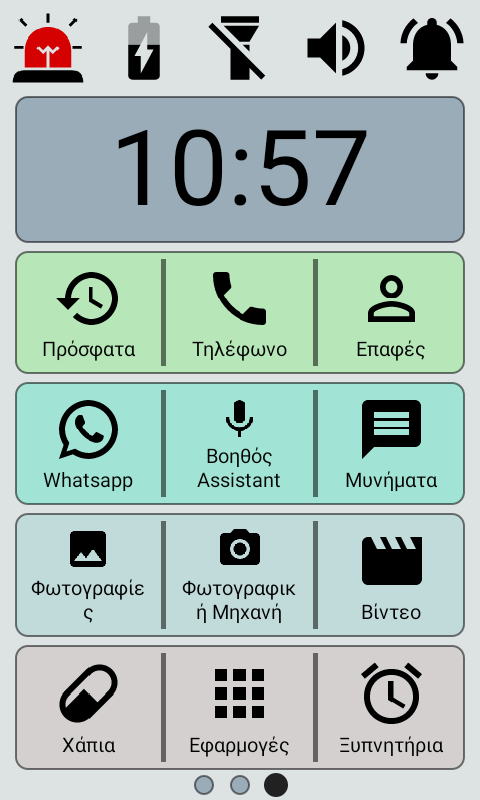 10:57
Πρόσφατα
Τηλέφωνο
Επαφές
Whatsapp
Βοηθός
Assistant
Μυνήματα
Φωτογραφίε
ς
Φωτογραφικ
ή Μηχανή
Βίντεο
Χάπια
Εφαρμογές
Ξυπνητήρια